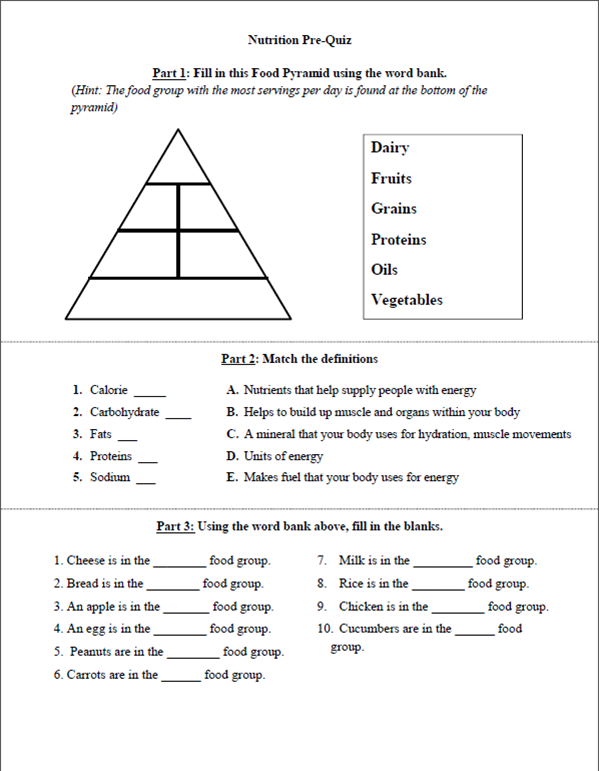 Nutrition Pre-Quiz
Part 1: Fill in this Food Pyramid using the word bank.
(Hint: The food group with the most servings per day is found at the bottom of the
pyramid)
Dairy
Fruits
Grains
Proteins
Oils
Vegetables
Part 2: Match the definitions
1. Calorie _____
2. Carbohydrate ____
3. Fats ___
4. Proteins ___
5. Sodium ___
A. Nutrients that help supply people with energy
B. Helps to build up muscle and organs within your body
C. A mineral that your body uses for hydration, muscle movements
D. Units of energy
E. Makes fuel that your body uses for energy
Part 3: Using the word bank above, fill in the blanks.
1. Cheese is in the ________ food group.
2. Bread is in the ________ food group.
3. An apple is in the ________ food group.
4. An egg is in the ________ food group.
5. Peanuts are in the ________ food group.
6. Carrots are in the ______ food group.
7. Milk is in the _________ food group.
8. Rice is in the ________ food group.
9. Chicken is in the ________ food group.
10. Cucumbers are in the ______ food
group.